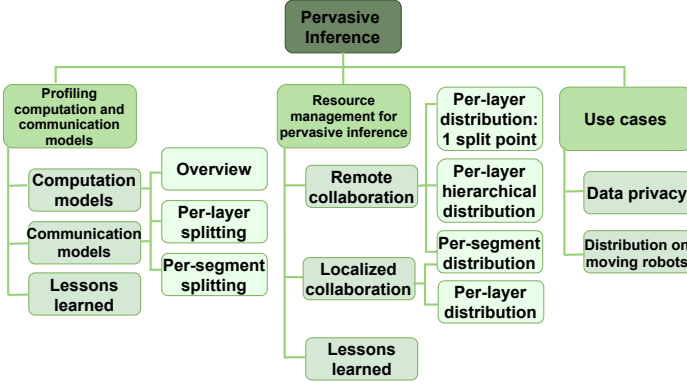 Pervasive
Inference
Profiling
computation and
communication
models
Computation
models
Communication
models
Lessons
learned
Overview
Per-layer
splitting
Per-segment
splitting
Resource
management for
pervasive inference
Remote
collaboration
Localized
collaboration
Lessons
learned
Per-layer
distribution:
1 split point
Per-layer
hierarchical
distribution
Per-segment
distribution
Per-layer
distribution
Use cases
Data privacy
Distribution on
moving robots